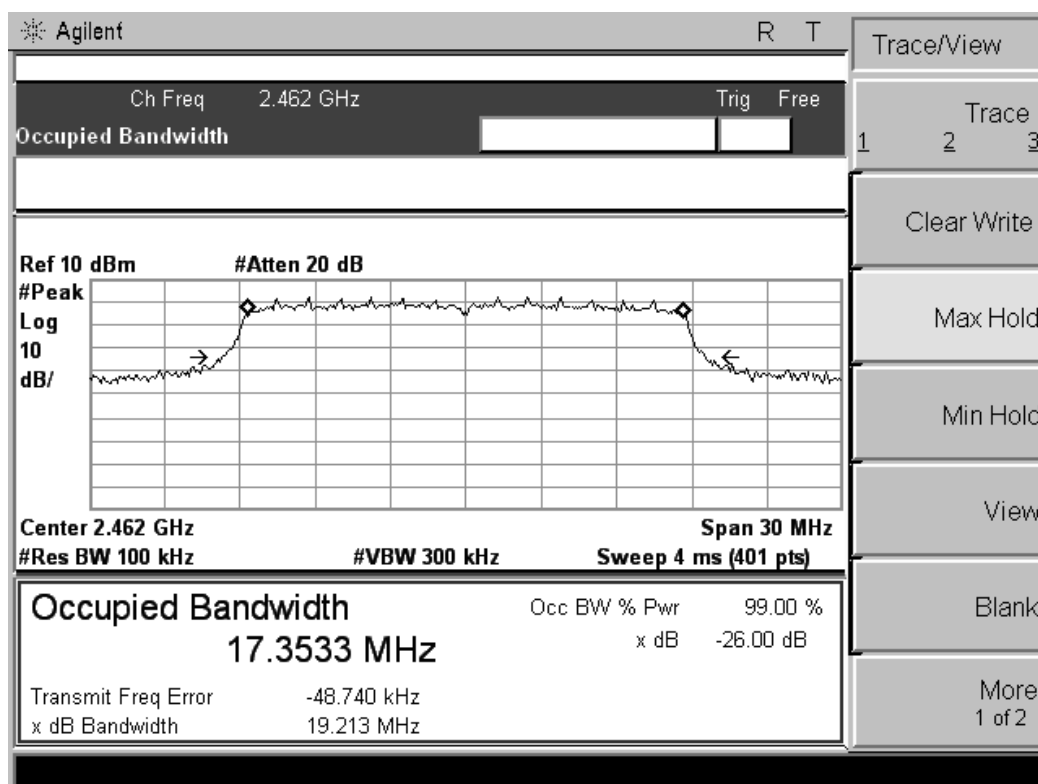 Agilent R T
Ch Freq 2.462 GHz Trig Free
Occupied Bandwidth
Ref 10 dBm #Atten 20 dB
#Peak
Log
10
dB/
Center 2.462 GHz Span 30 MHz
#Res BW 100 kHz #VBW 300 kHz Sweep 4 ms (401 pts)
Occupied Bandwidth
17.3533 MHz
Occ BW % Pwr 99.00 %
x dB -26.00 dB
Transmit Freq Error -48.740 kHz
x dB Bandwidth 19.213 MHz
Trace/View
Trace
1 2 3
Clear Write
Max Hold
Min Hold
View
Blank
More
1 of 2